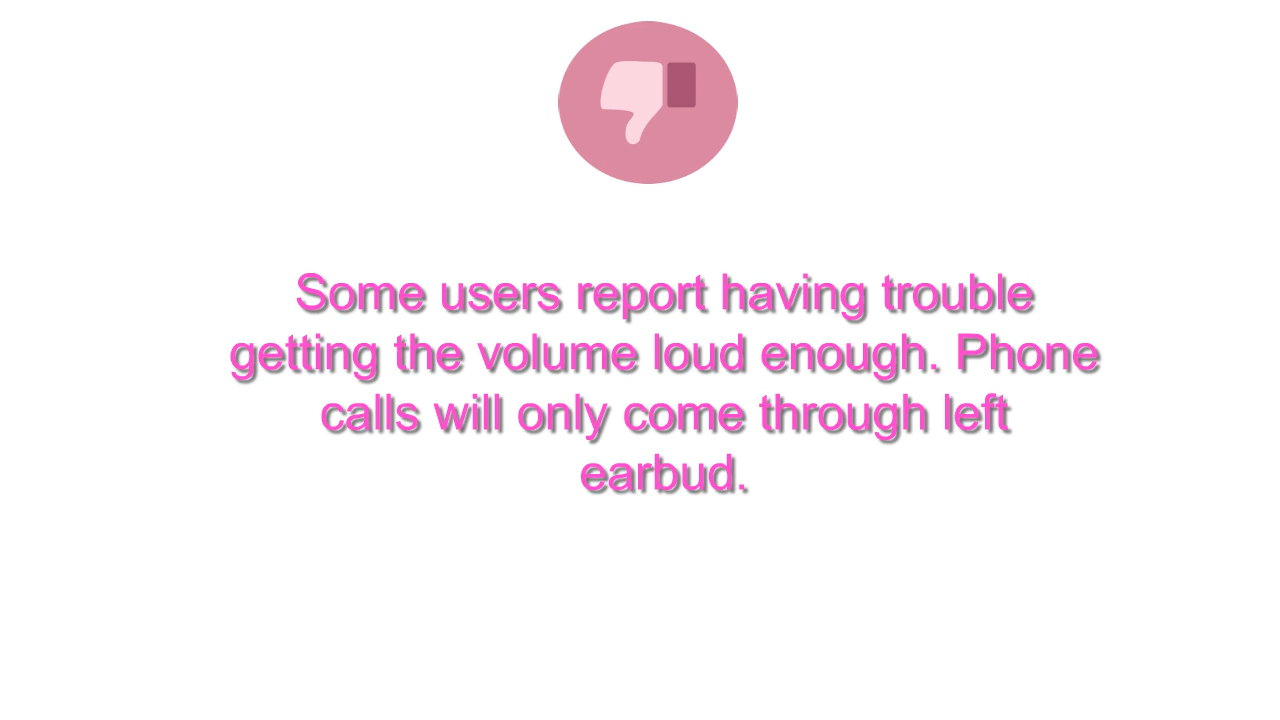 Some users report having trouble
getting the volume loud enough. Phone
calls will only come through left
earbud.